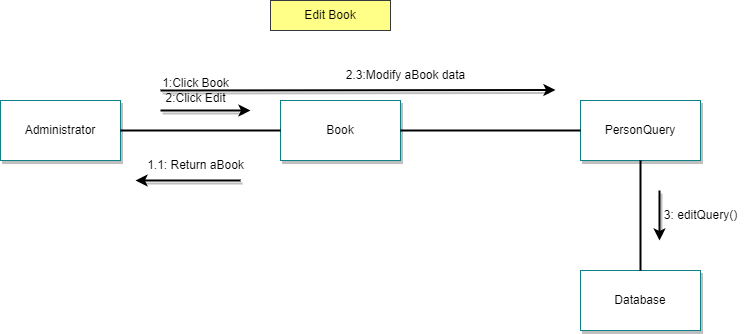 Edit Book
1:Click Book
2.3:Modify aBook data
2:Click Edit
Administrator
Book
PersonQuery
1.1: Return aBook
3: editQuery()
Database